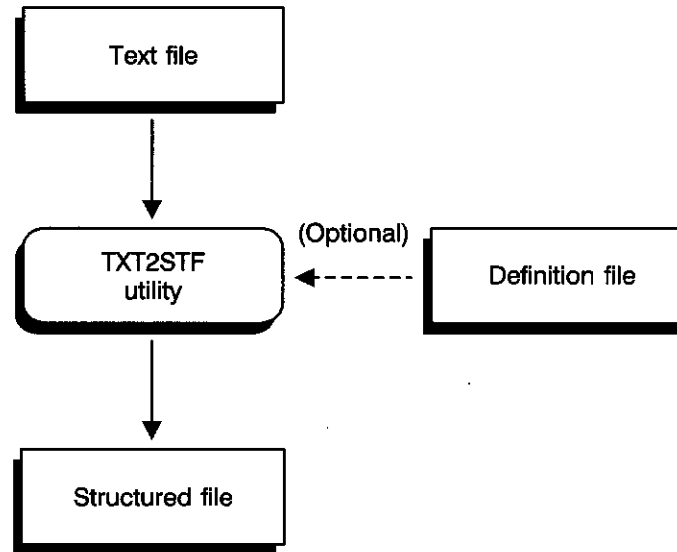 Text file
(Optional)
TXT2STF
utility
Definition file
Structured file